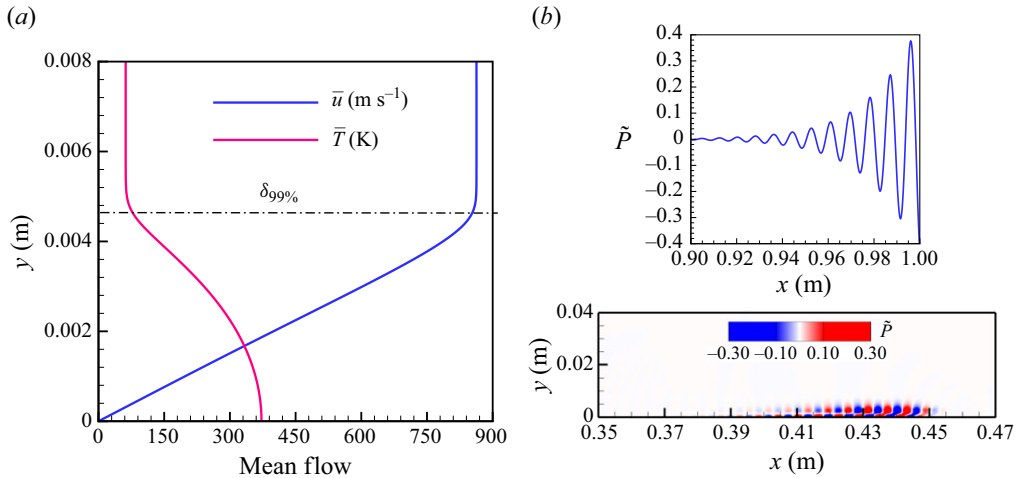 (a)
0.008
0.008
0.004
0.002
0
y (m)
u̅ (m s⁻¹)
T̅ (K)
δ99%
0 150 300 450 600 750 900
Mean flow
(b)
0.4
0.3
0.2
0.1
0
−0.1
−0.2
−0.3
−0.4
P̃
0.90 0.92 0.94 0.96 0.98 1.00
x (m)
0.04
0.02
0
y (m)
P̃
−0.30 −0.10 0.10 0.30
0.35 0.37 0.39 0.41 0.43 0.45 0.47
x (m)